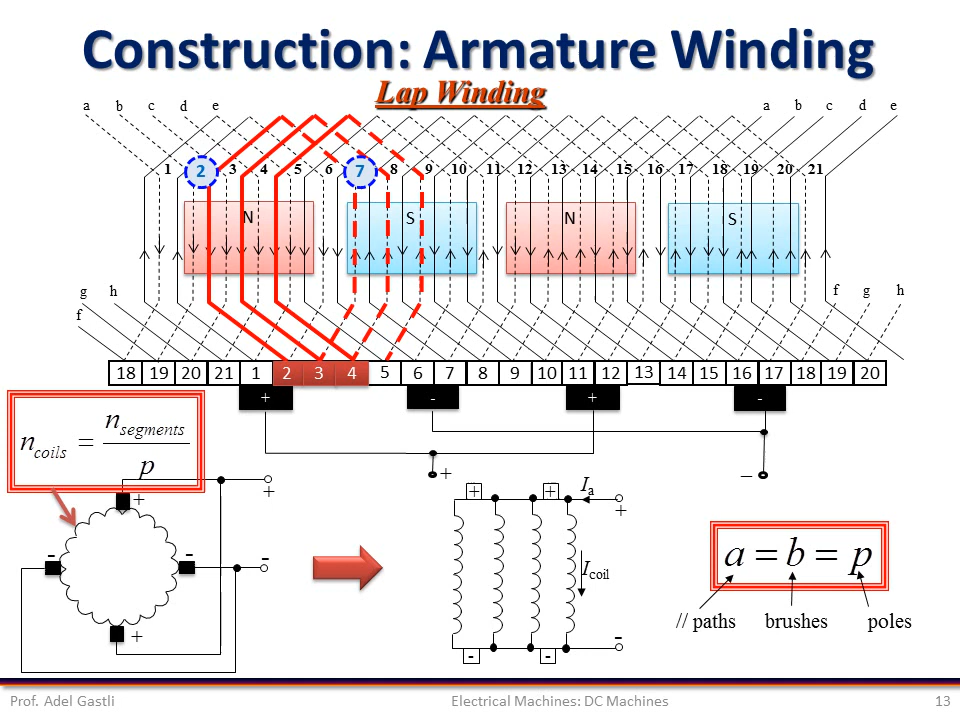 Construction: Armature Winding
Lap Winding
a b c d e a b c d e
1 2 3 4 5 6 7 8 9 10 11 12 13 14 15 16 17 18 19 20 21
N S N S
g h f g h
f
18 19 20 21 1 2 3 4 5 6 7 8 9 10 11 12 13 14 15 16 17 18 19 20
+ - + -
n_coils = n_segments / p
+ –
+ + + + I_a
+
- - - I_coil
a = b = p
+ -
- -
// paths brushes poles
Prof. Adel Gastli Electrical Machines: DC Machines 13